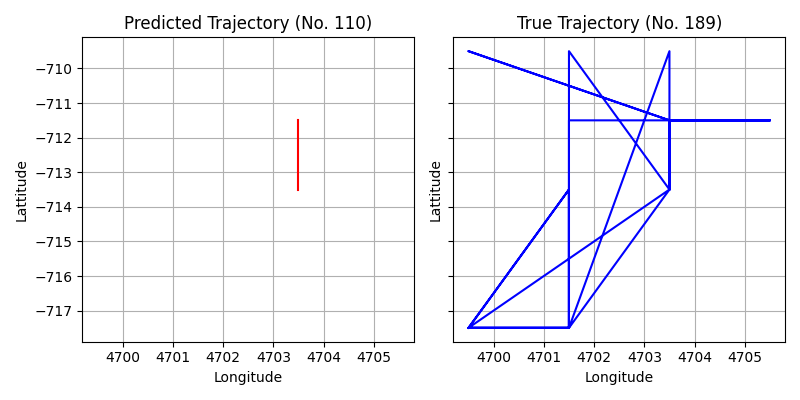 Predicted Trajectory (No. 110)
−710
−711
−712
−713
−714
−715
−716
−717
Lattitude
4700 4701 4702 4703 4704 4705
Longitude
True Trajectory (No. 189)
Lattitude
4700 4701 4702 4703 4704 4705
Longitude